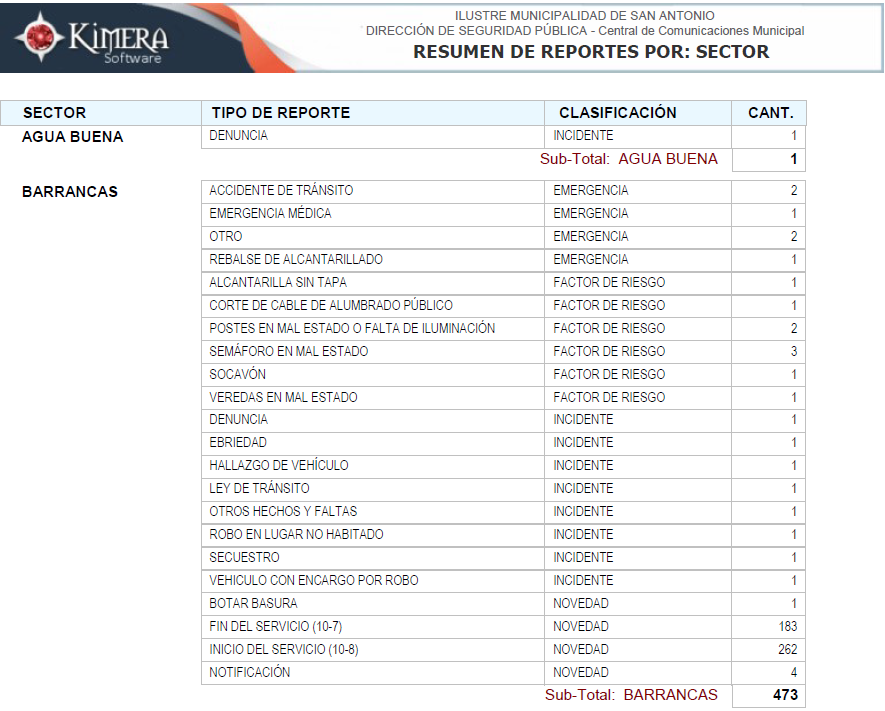 KIMERA
Software
ILUSTRE MUNICIPALIDAD DE SAN ANTONIO
DIRECCIÓN DE SEGURIDAD PÚBLICA - Central de Comunicaciones Municipal
RESUMEN DE REPORTES POR: SECTOR
SECTOR TIPO DE REPORTE CLASIFICACIÓN CANT.
AGUA BUENA DENUNCIA INCIDENTE 1
Sub-Total: AGUA BUENA 1
BARRANCAS ACCIDENTE DE TRÁNSITO EMERGENCIA 2
EMERGENCIA MÉDICA EMERGENCIA 1
OTRO EMERGENCIA 2
REBALSE DE ALCANTARILLADO EMERGENCIA 1
ALCANTARILLA SIN TAPA FACTOR DE RIESGO 1
CORTE DE CABLE DE ALUMBRADO PÚBLICO FACTOR DE RIESGO 1
POSTES EN MAL ESTADO O FALTA DE ILUMINACIÓN FACTOR DE RIESGO 2
SEMÁFORO EN MAL ESTADO FACTOR DE RIESGO 3
SOCAVÓN FACTOR DE RIESGO 1
VEREDAS EN MAL ESTADO FACTOR DE RIESGO 1
DENUNCIA INCIDENTE 1
EBRIEDAD INCIDENTE 1
HALLAZGO DE VEHÍCULO INCIDENTE 1
LEY DE TRÁNSITO INCIDENTE 1
OTROS HECHOS Y FALTAS INCIDENTE 1
ROBO EN LUGAR NO HABITADO INCIDENTE 1
SECUESTRO INCIDENTE 1
VEHICULO CON ENCARGO POR ROBO INCIDENTE 1
BOTAR BASURA NOVEDAD 1
FIN DEL SERVICIO (10-7) NOVEDAD 183
INICIO DEL SERVICIO (10-8) NOVEDAD 262
NOTIFICACIÓN NOVEDAD 4
Sub-Total: BARRANCAS 473